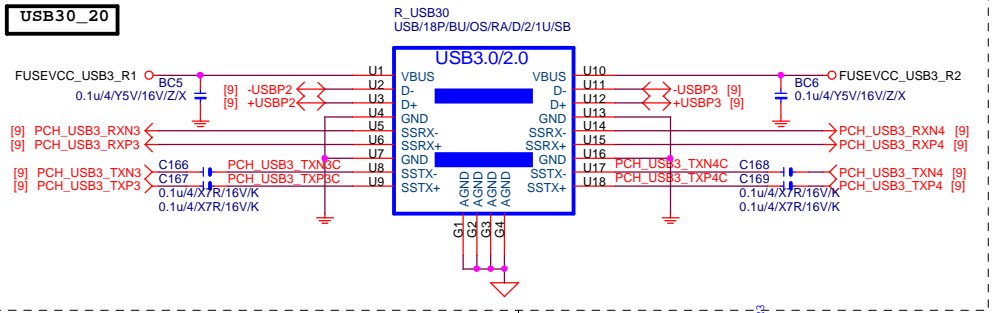 USB30_20
R_USB30
USB/18P/BU/OS/RA/D/2/1U/SB
USB3.0/2.0
FUSEVCC_USB3_R1
BC5
0.1u/4/Y5V/16V/Z/X
[9] -USBP2
[9] +USBP2
[9] PCH_USB3_RXN3
[9] PCH_USB3_RXP3
[9] PCH_USB3_TXN3
[9] PCH_USB3_TXP3
C166
C167
0.1u/4/X7R/16V/K
0.1u/4/X7R/16V/K
PCH_USB3_TXN3C
PCH_USB3_TXP3C
U1 VBUS
U2 D-
U3 D+
U4 GND
U5 SSRX-
U6 SSRX+
U7 GND
U8 SSTX-
U9 SSTX+
VBUS U10
D- U11
D+ U12
GND U13
SSRX- U14
SSRX+ U15
GND U16
SSTX- U17
SSTX+ U18
AGND G1
AGND G2
AGND G3
AGND G4
FUSEVCC_USB3_R2
BC6
0.1u/4/Y5V/16V/Z/X
-USBP3 [9]
+USBP3 [9]
PCH_USB3_RXN4 [9]
PCH_USB3_RXP4 [9]
PCH_USB3_TXN4C
PCH_USB3_TXP4C
C168
C169
0.1u/4/X7R/16V/K
0.1u/4/X7R/16V/K
PCH_USB3_TXN4 [9]
PCH_USB3_TXP4 [9]